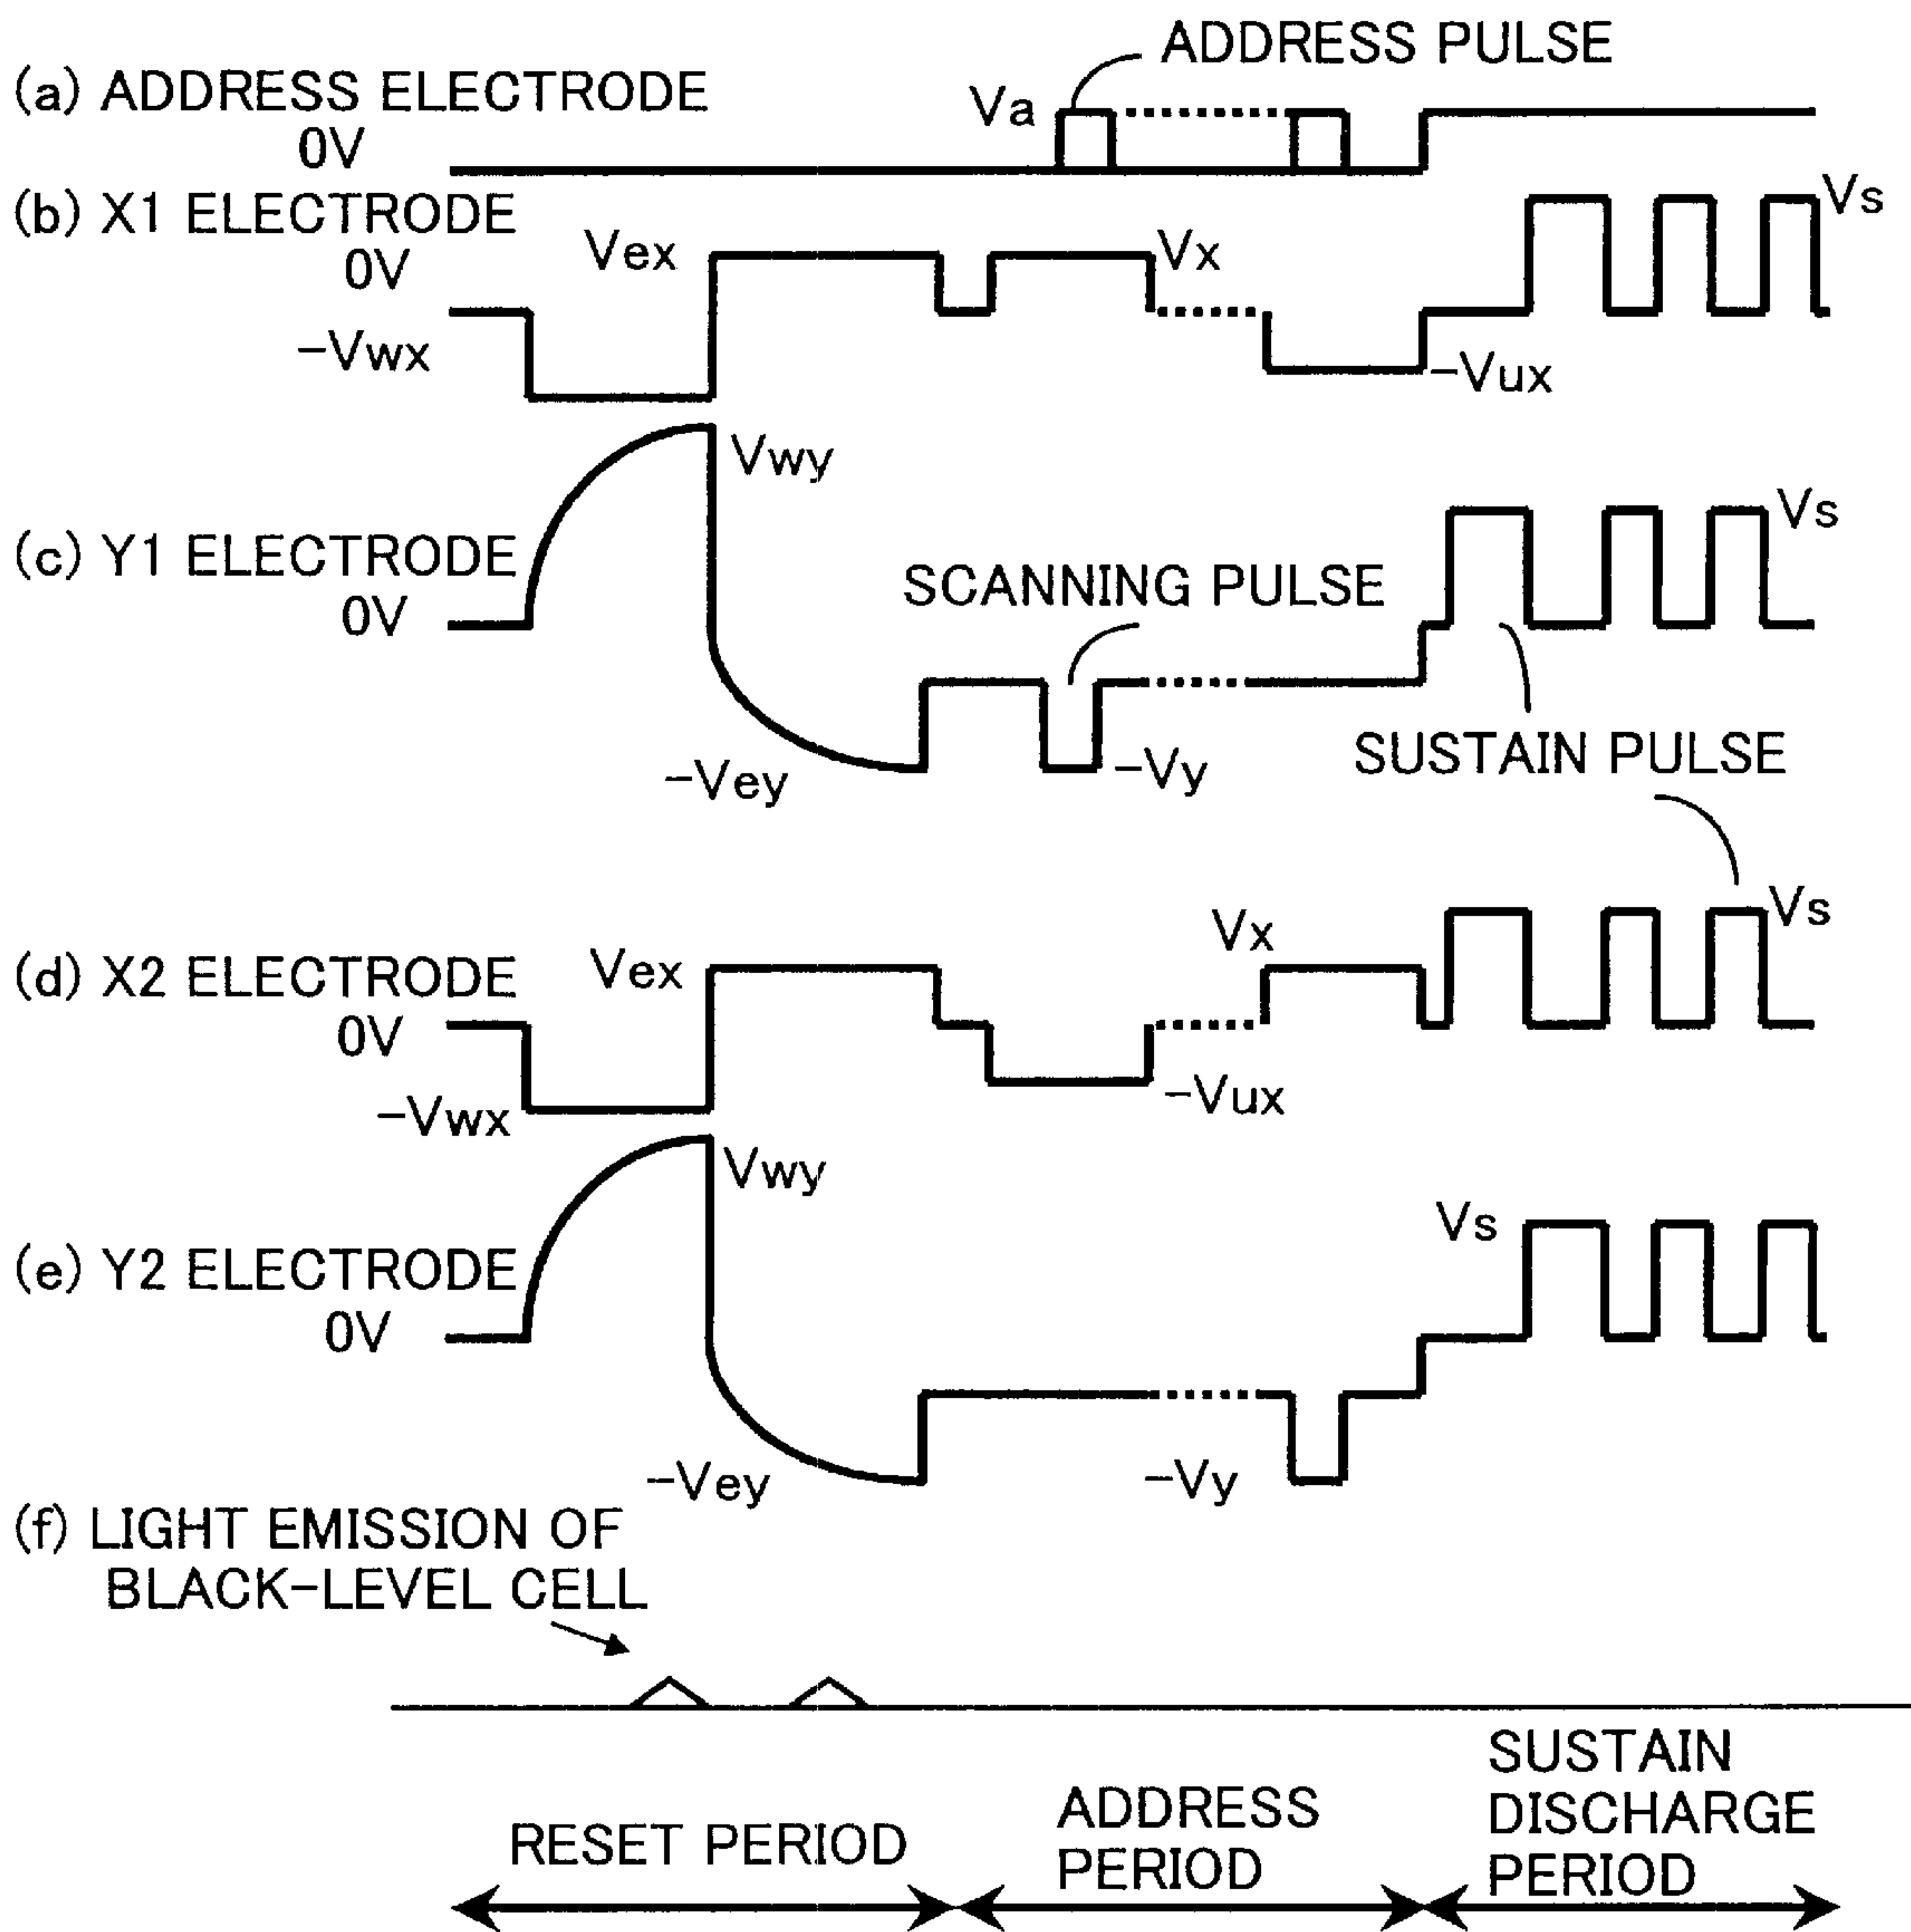 ADDRESS PULSE
(a) ADDRESS ELECTRODE
Va
0V
(b) X1 ELECTRODE
Vs
Vex
Vx
0V
-Vwx
-Vux
Vwy
(c) Y1 ELECTRODE
Vs
SCANNING PULSE
0V
-Vey
-Vy
SUSTAIN PULSE
Vs
Vx
(d) X2 ELECTRODE
Vex
0V
-Vwx
-Vux
Vwy
Vs
(e) Y2 ELECTRODE
0V
-Vey
-Vy
(f) LIGHT EMISSION OF
BLACK-LEVEL CELL
RESET PERIOD
ADDRESS
PERIOD
SUSTAIN
DISCHARGE
PERIOD